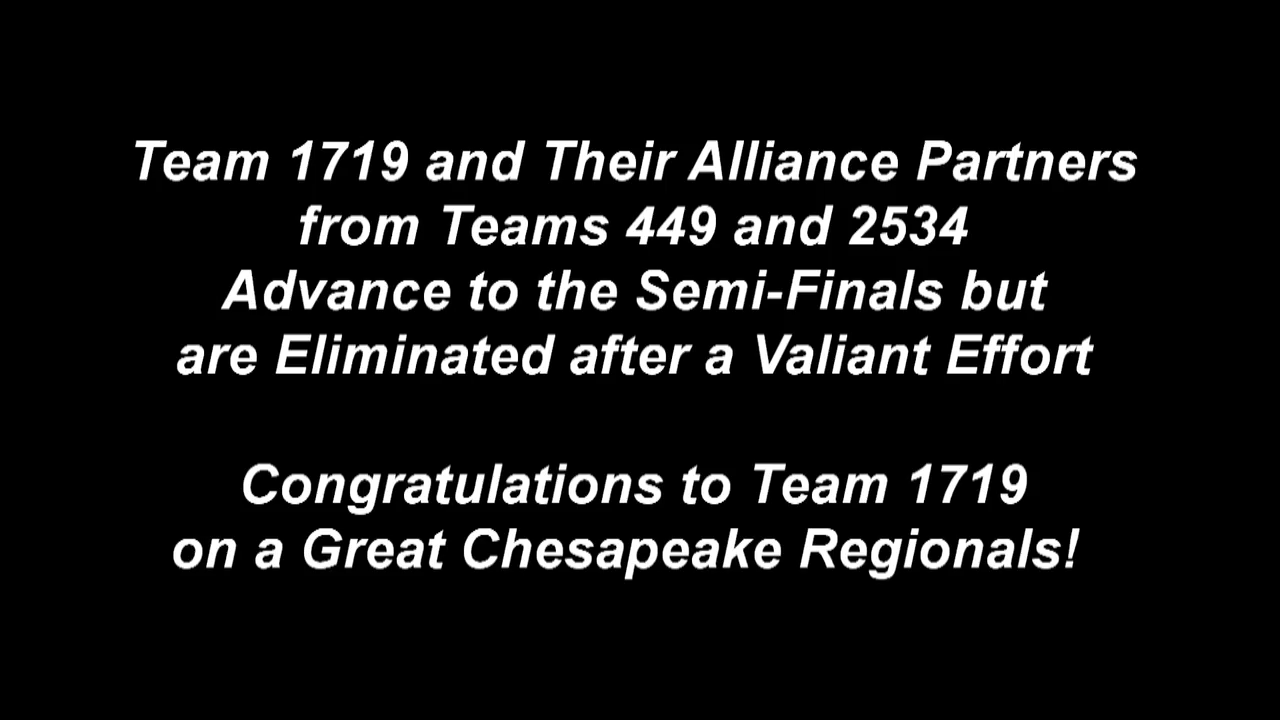 Team 1719 and Their Alliance Partners
from Teams 449 and 2534
Advance to the Semi-Finals but
are Eliminated after a Valiant Effort
Congratulations to Team 1719
on a Great Chesapeake Regionals!